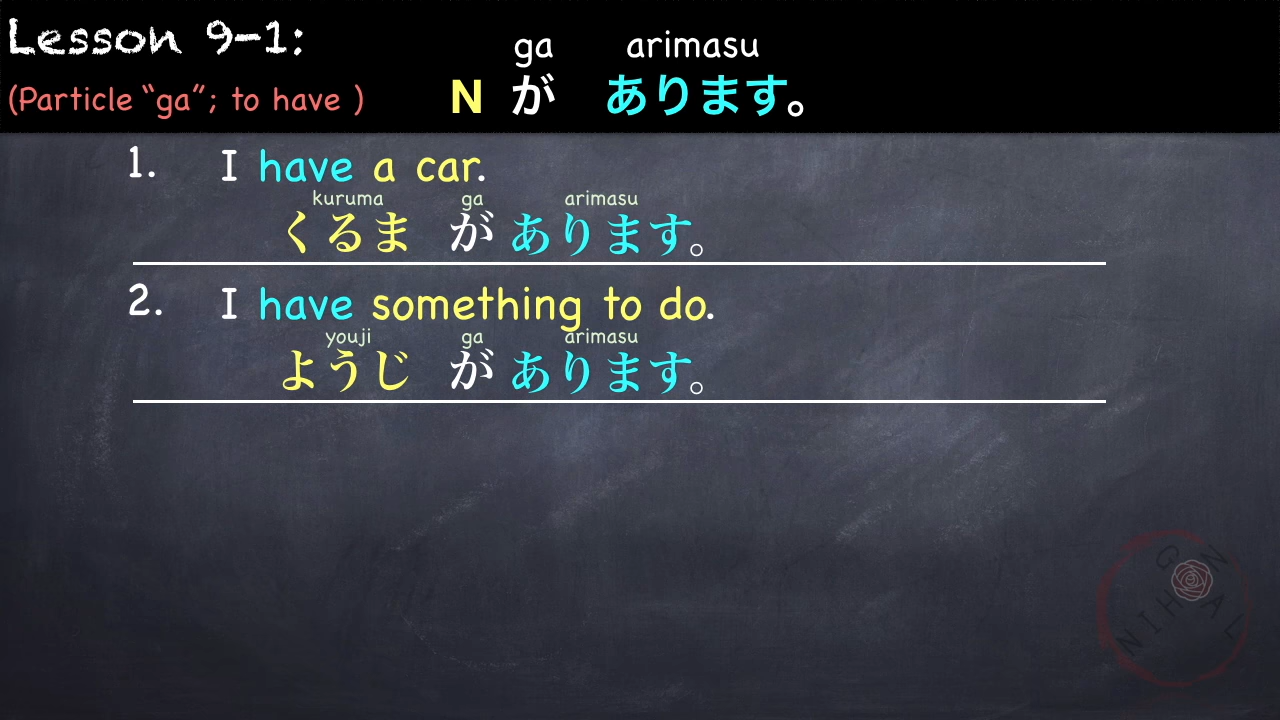 Lesson 9-1:
ga arimasu
(Particle “ga”; to have )
N が あります。
1. I have a car.
kuruma ga arimasu
くるま が あります。
2. I have something to do.
youji ga arimasu
ようじ が あります。
NIHONGAL